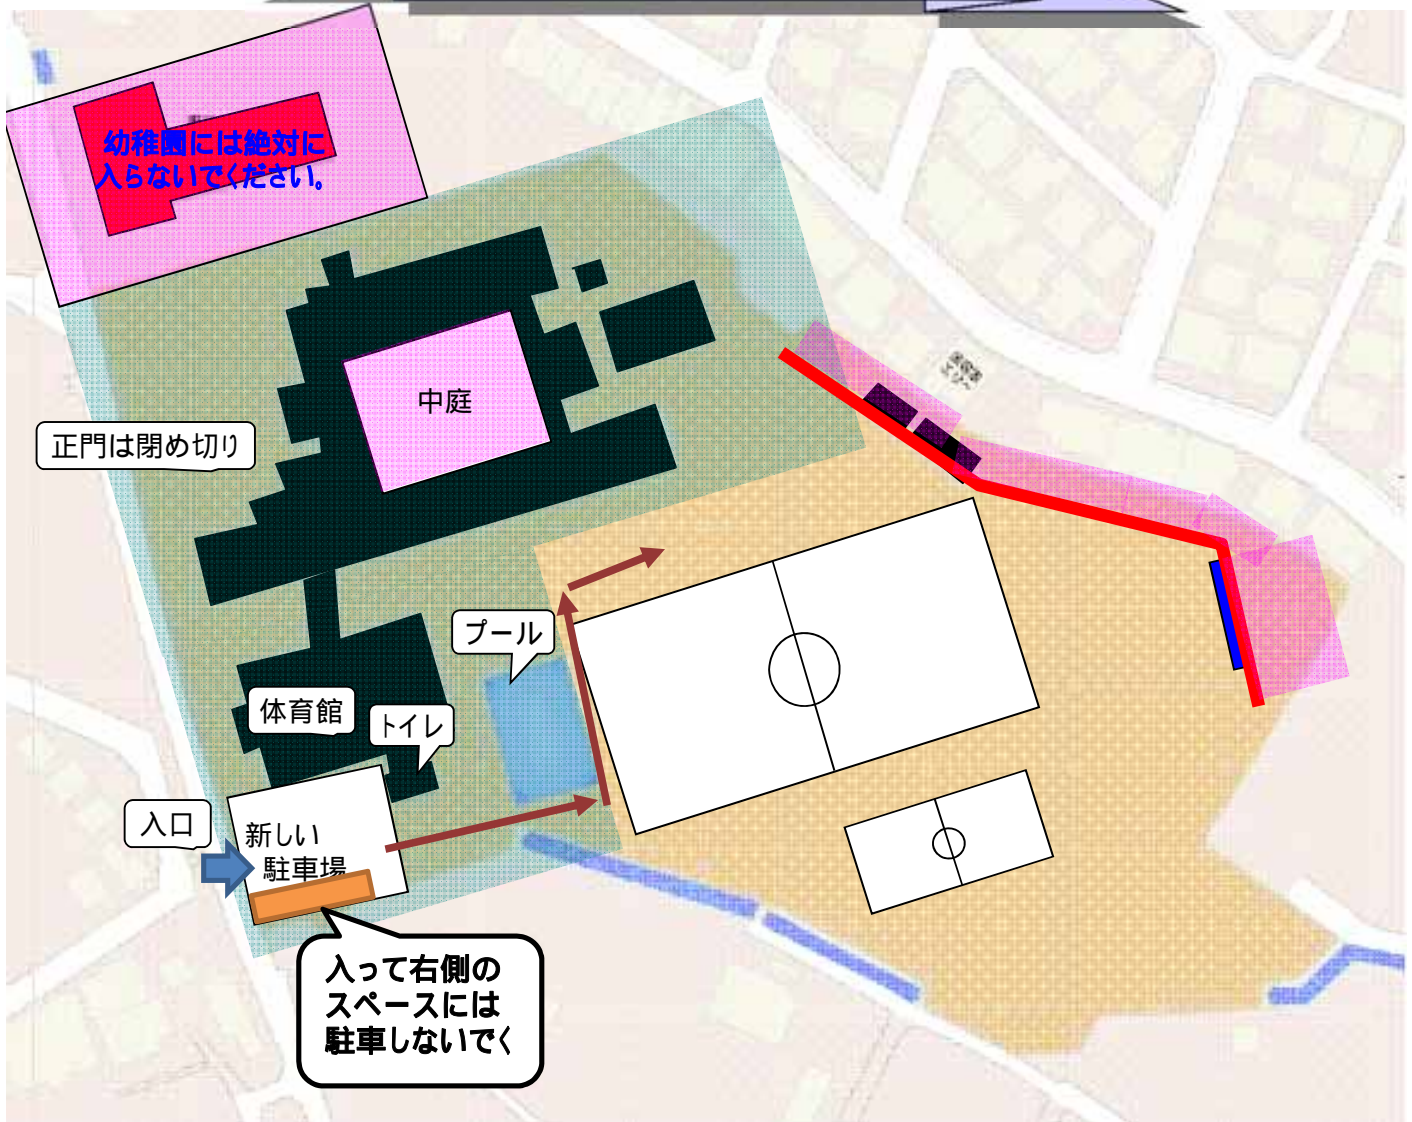 幼稚園には絶対に
入らないでください。
中庭
正門は閉め切り
プール
体育館
トイレ
入口
新しい
駐車場
入って右側の
スペースには
駐車しないでく